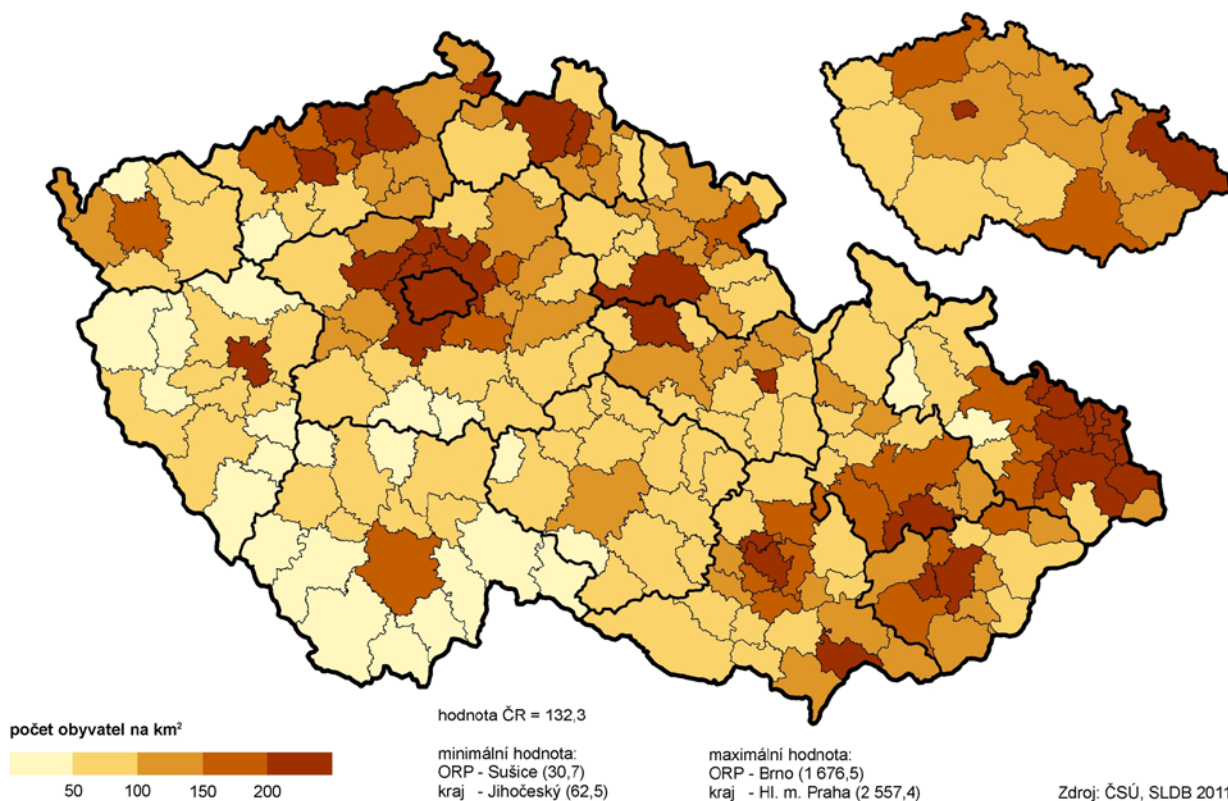 hodnota ČR = 132,3
počet obyvatel na km²
50 100 150 200
minimální hodnota:
ORP - Sušice (30,7)
kraj - Jihočeský (62,5)
maximální hodnota:
ORP - Brno (1 676,5)
kraj - Hl. m. Praha (2 557,4)
Zdroj: ČSÚ, SLDB 2011